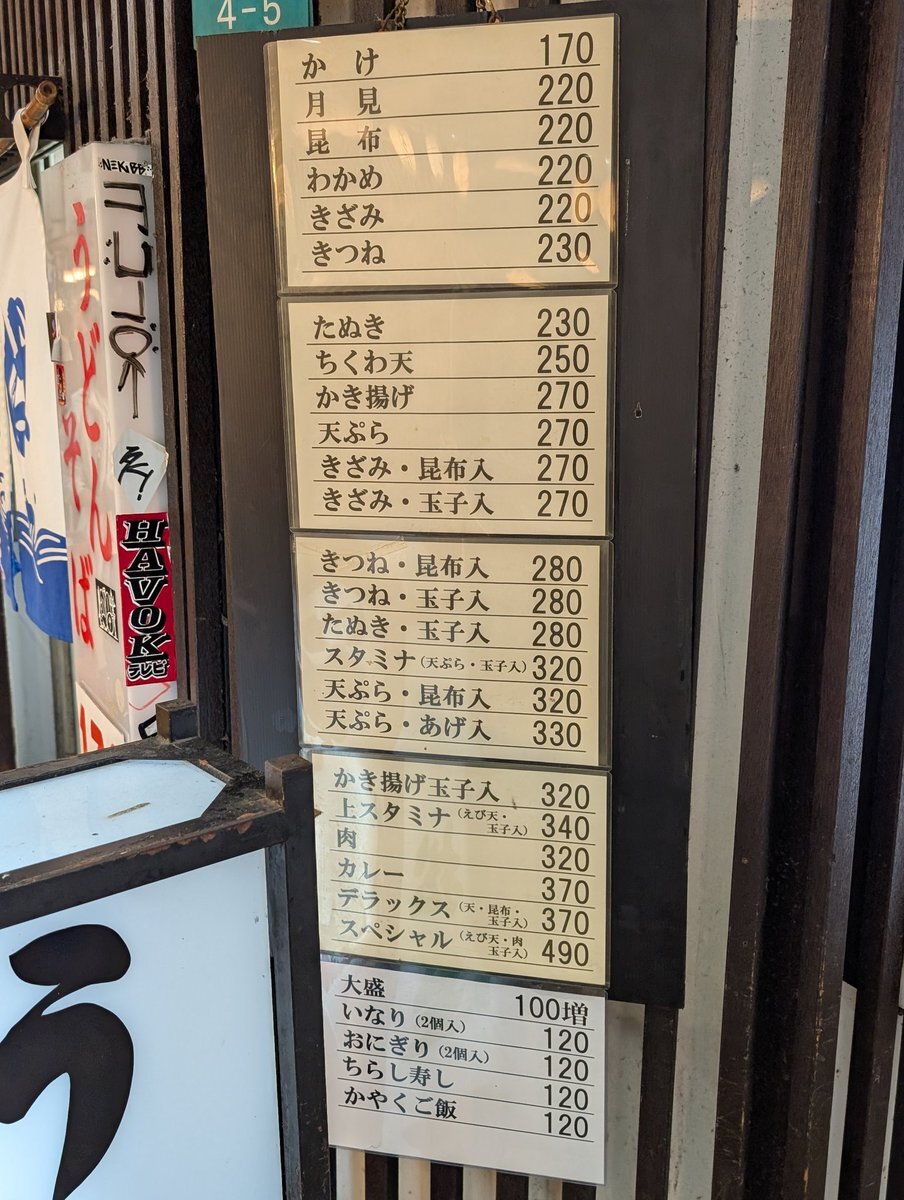 4-5
かけ 170
月見 220
昆布 220
わかめ 220
きざみ 220
きつね 230
たぬき 230
ちくわ天 250
かき揚げ 270
天ぷら 270
きざみ・昆布入 270
きざみ・玉子入 270
きつね・昆布入 280
きつね・玉子入 280
たぬき・玉子入 280
スタミナ(天ぷら・玉子入) 320
天ぷら・昆布入 320
天ぷら・あげ入 330
かき揚げ玉子入 320
上スタミナ(えび天・玉子入) 340
肉 320
カレー 370
デラックス(天・昆布・玉子入) 370
スペシャル(えび天・肉玉子入) 490
大盛 100増
いなり(2個入) 120
おにぎり(2個入) 120
ちらし寿し 120
かやくご飯 120
うどん
そば
HAVOK
テレビ
う